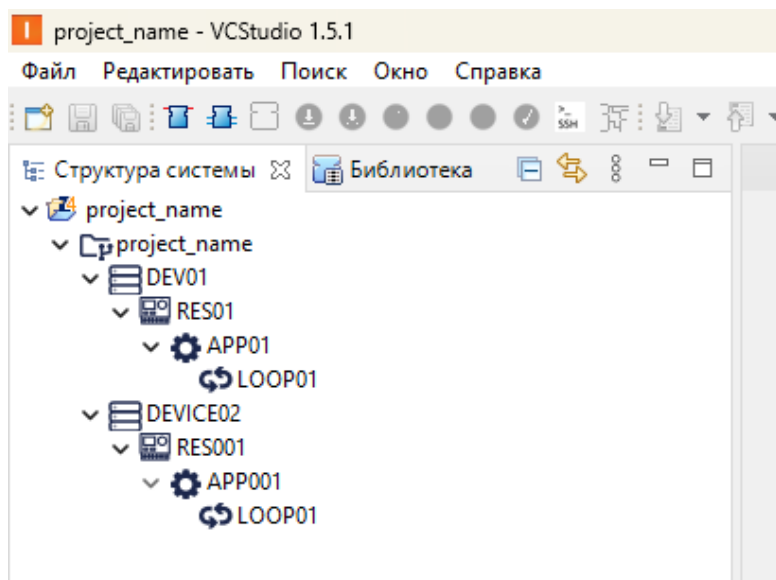 project_name - VCStudio 1.5.1
Файл Редактировать Поиск Окно Справка
SSH
Структура системы Библиотека
project_name
project_name
DEV01
RES01
APP01
LOOP01
DEVICE02
RES001
APP001
LOOP01